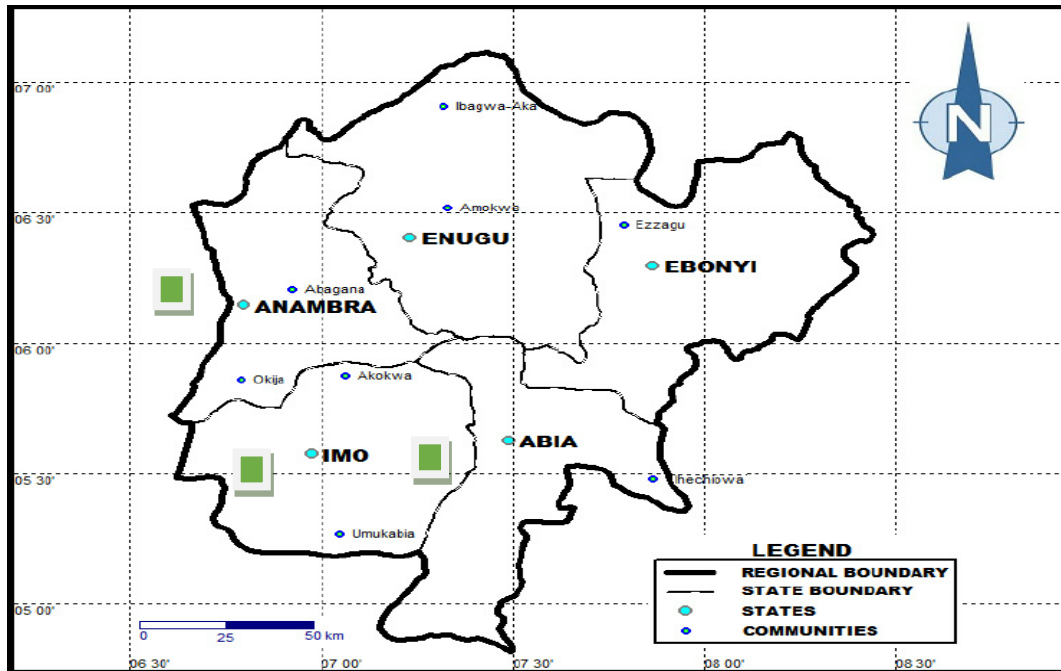 N
07 00'
Ibagwa-Aka
06 30'
Amokwe
Ezzagu
ENUGU
EBONYI
Abagana
ANAMBRA
06 00'
Okija
Akokwa
ABIA
IMO
05 30'
Ihechiowa
Umukabia
LEGEND
REGIONAL BOUNDARY
STATE BOUNDARY
STATES
COMMUNITIES
05 00'
0 25 50 km
06 30' 07 00' 07 30' 08 00' 08 30'